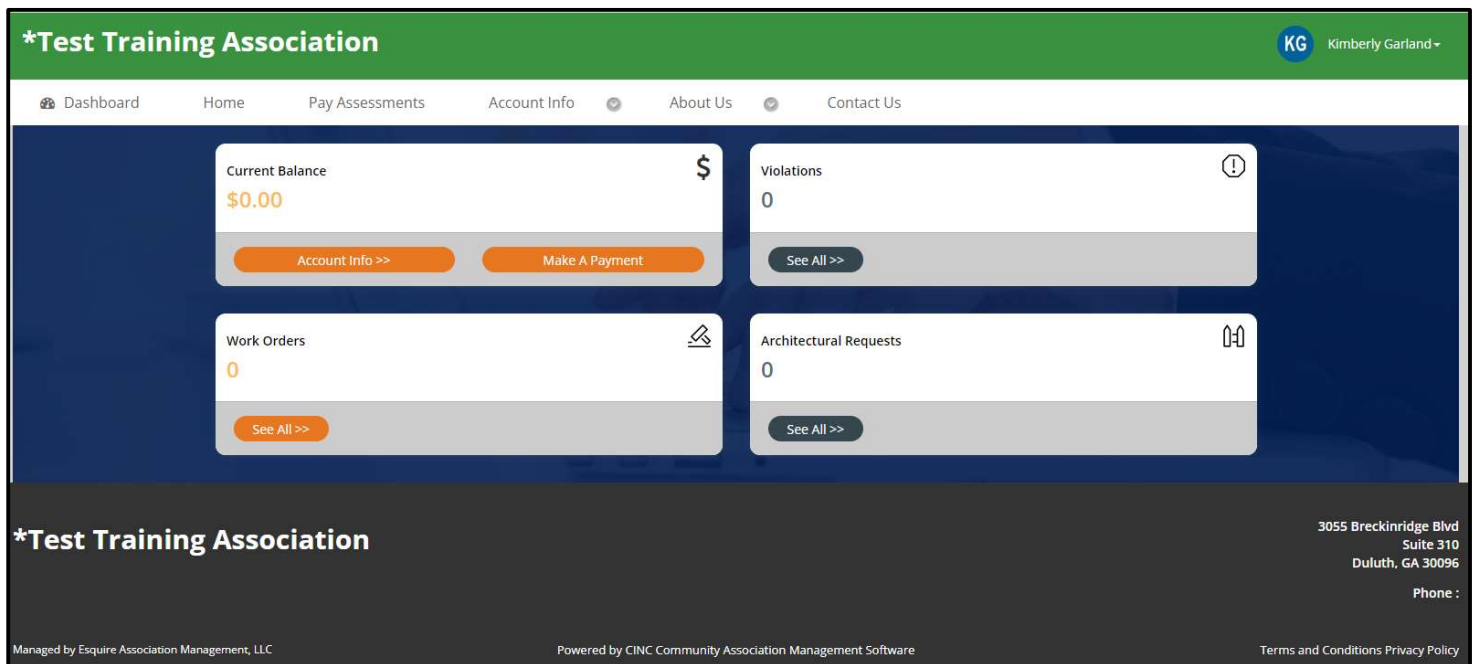 *Test Training Association
KG Kimberly Garland
Dashboard Home Pay Assessments Account Info About Us Contact Us
Current Balance
$
$0.00
Account Info >> Make A Payment
Violations
0
See All >>
Work Orders
0
See All >>
Architectural Requests
0
See All >>
*Test Training Association
3055 Breckinridge Blvd
Suite 310
Duluth, GA 30096
Phone :
Managed by Esquire Association Management, LLC
Powered by CINC Community Association Management Software
Terms and Conditions Privacy Policy